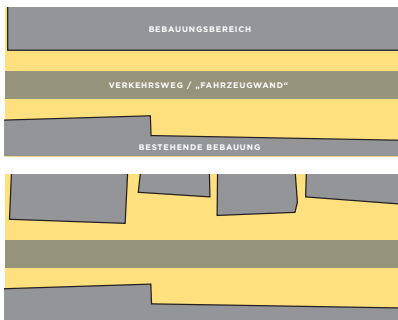 BEBAUUNGSBEREICH
VERKEHRSWEG / „FAHRZEUGWAND“
BESTEHENDE BEBAUUNG